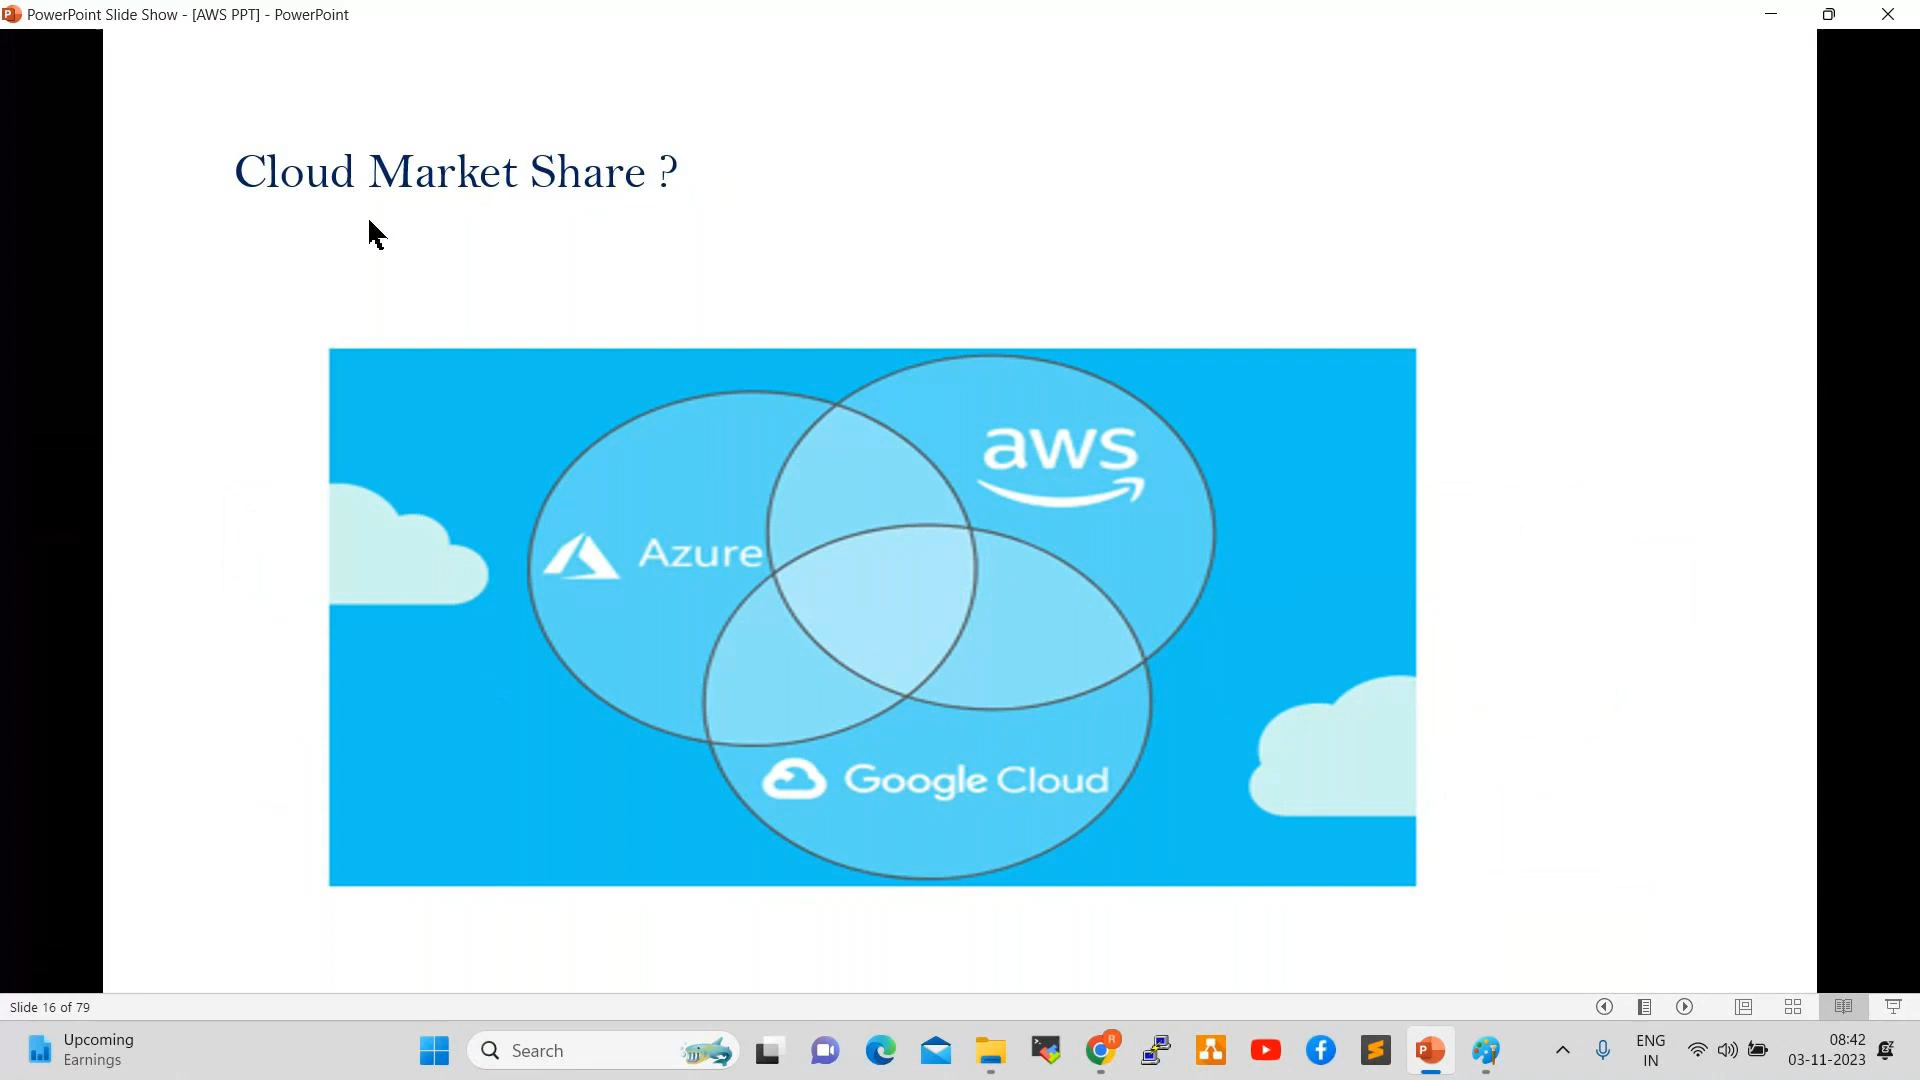 PowerPoint Slide Show - [AWS PPT] - PowerPoint
Cloud Market Share ?
aws
Azure
Google Cloud
Slide 16 of 79
Upcoming
Earnings
Search
R
ENG
IN
08:42
03-11-2023